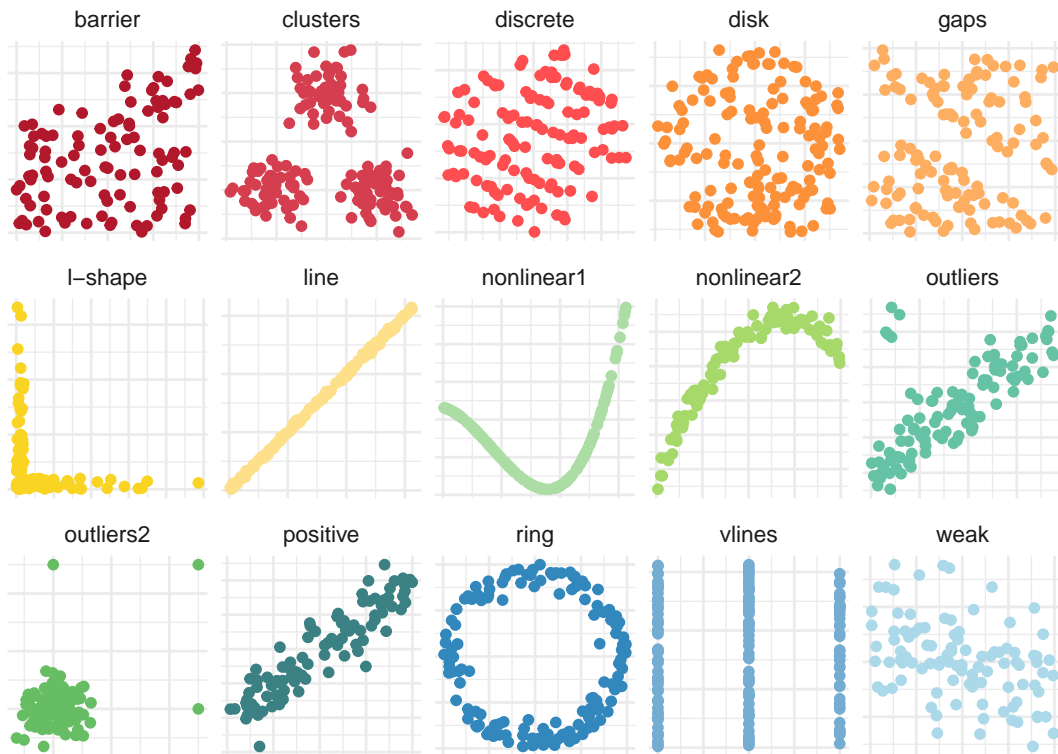 barrier clusters discrete disk gaps
l−shape line nonlinear1 nonlinear2 outliers
outliers2 positive ring vlines weak